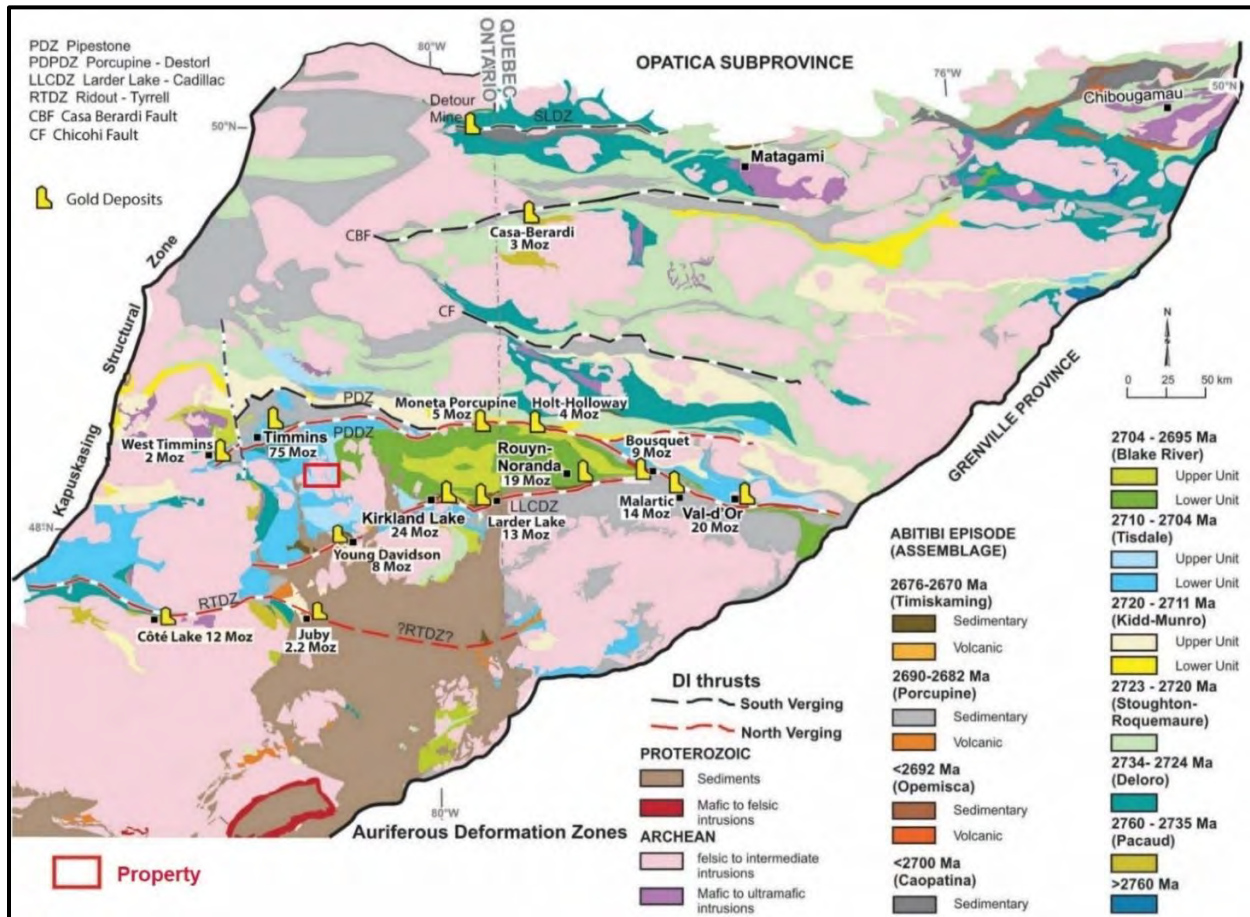 PDZ Pipestone
PDPDZ Porcupine - Destorl
LLCDZ Larder Lake - Cadillac
RTDZ Ridout - Tyrrell
CBF Casa Berardi Fault
CF Chicohi Fault
Gold Deposits
80°W
QUEBEC
ONTARIO
OPATICA SUBPROVINCE
76°W
50°N
Chibougamau
Detour
Mine
SLDZ
50°N
Matagami
CBF
Casa-Berardi
3 Moz
CF
Kapuskasing
Structural
Zone
GRENVILLE PROVINCE
N
0 25 50 km
PDZ
Moneta Porcupine
5 Moz
Holt-Holloway
4 Moz
West Timmins
2 Moz
Timmins
75 Moz
PDDZ
Rouyn-
Noranda
19 Moz
Bousquet
9 Moz
48°N
Kirkland Lake
24 Moz
LLCDZ
Larder Lake
13 Moz
Malartic
14 Moz
Val-d'Or
20 Moz
Young Davidson
8 Moz
RTDZ
Côté Lake 12 Moz
Juby
2.2 Moz
?RTDZ?
80°W
Auriferous Deformation Zones
Property
DI thrusts
South Verging
North Verging
PROTEROZOIC
Sediments
Mafic to felsic
intrusions
ARCHEAN
felsic to intermediate
intrusions
Mafic to ultramafic
intrusions
ABITIBI EPISODE
(ASSEMBLAGE)
2676-2670 Ma
(Timiskaming)
Sedimentary
Volcanic
2690-2682 Ma
(Porcupine)
Sedimentary
Volcanic
<2692 Ma
(Opemisca)
Sedimentary
Volcanic
<2700 Ma
(Caopatina)
Sedimentary
2704 - 2695 Ma
(Blake River)
Upper Unit
Lower Unit
2710 - 2704 Ma
(Tisdale)
Upper Unit
Lower Unit
2720 - 2711 Ma
(Kidd-Munro)
Upper Unit
Lower Unit
2723 - 2720 Ma
(Stoughton-
Roquemaure)
2734- 2724 Ma
(Deloro)
2760 - 2735 Ma
(Pacaud)
>2760 Ma